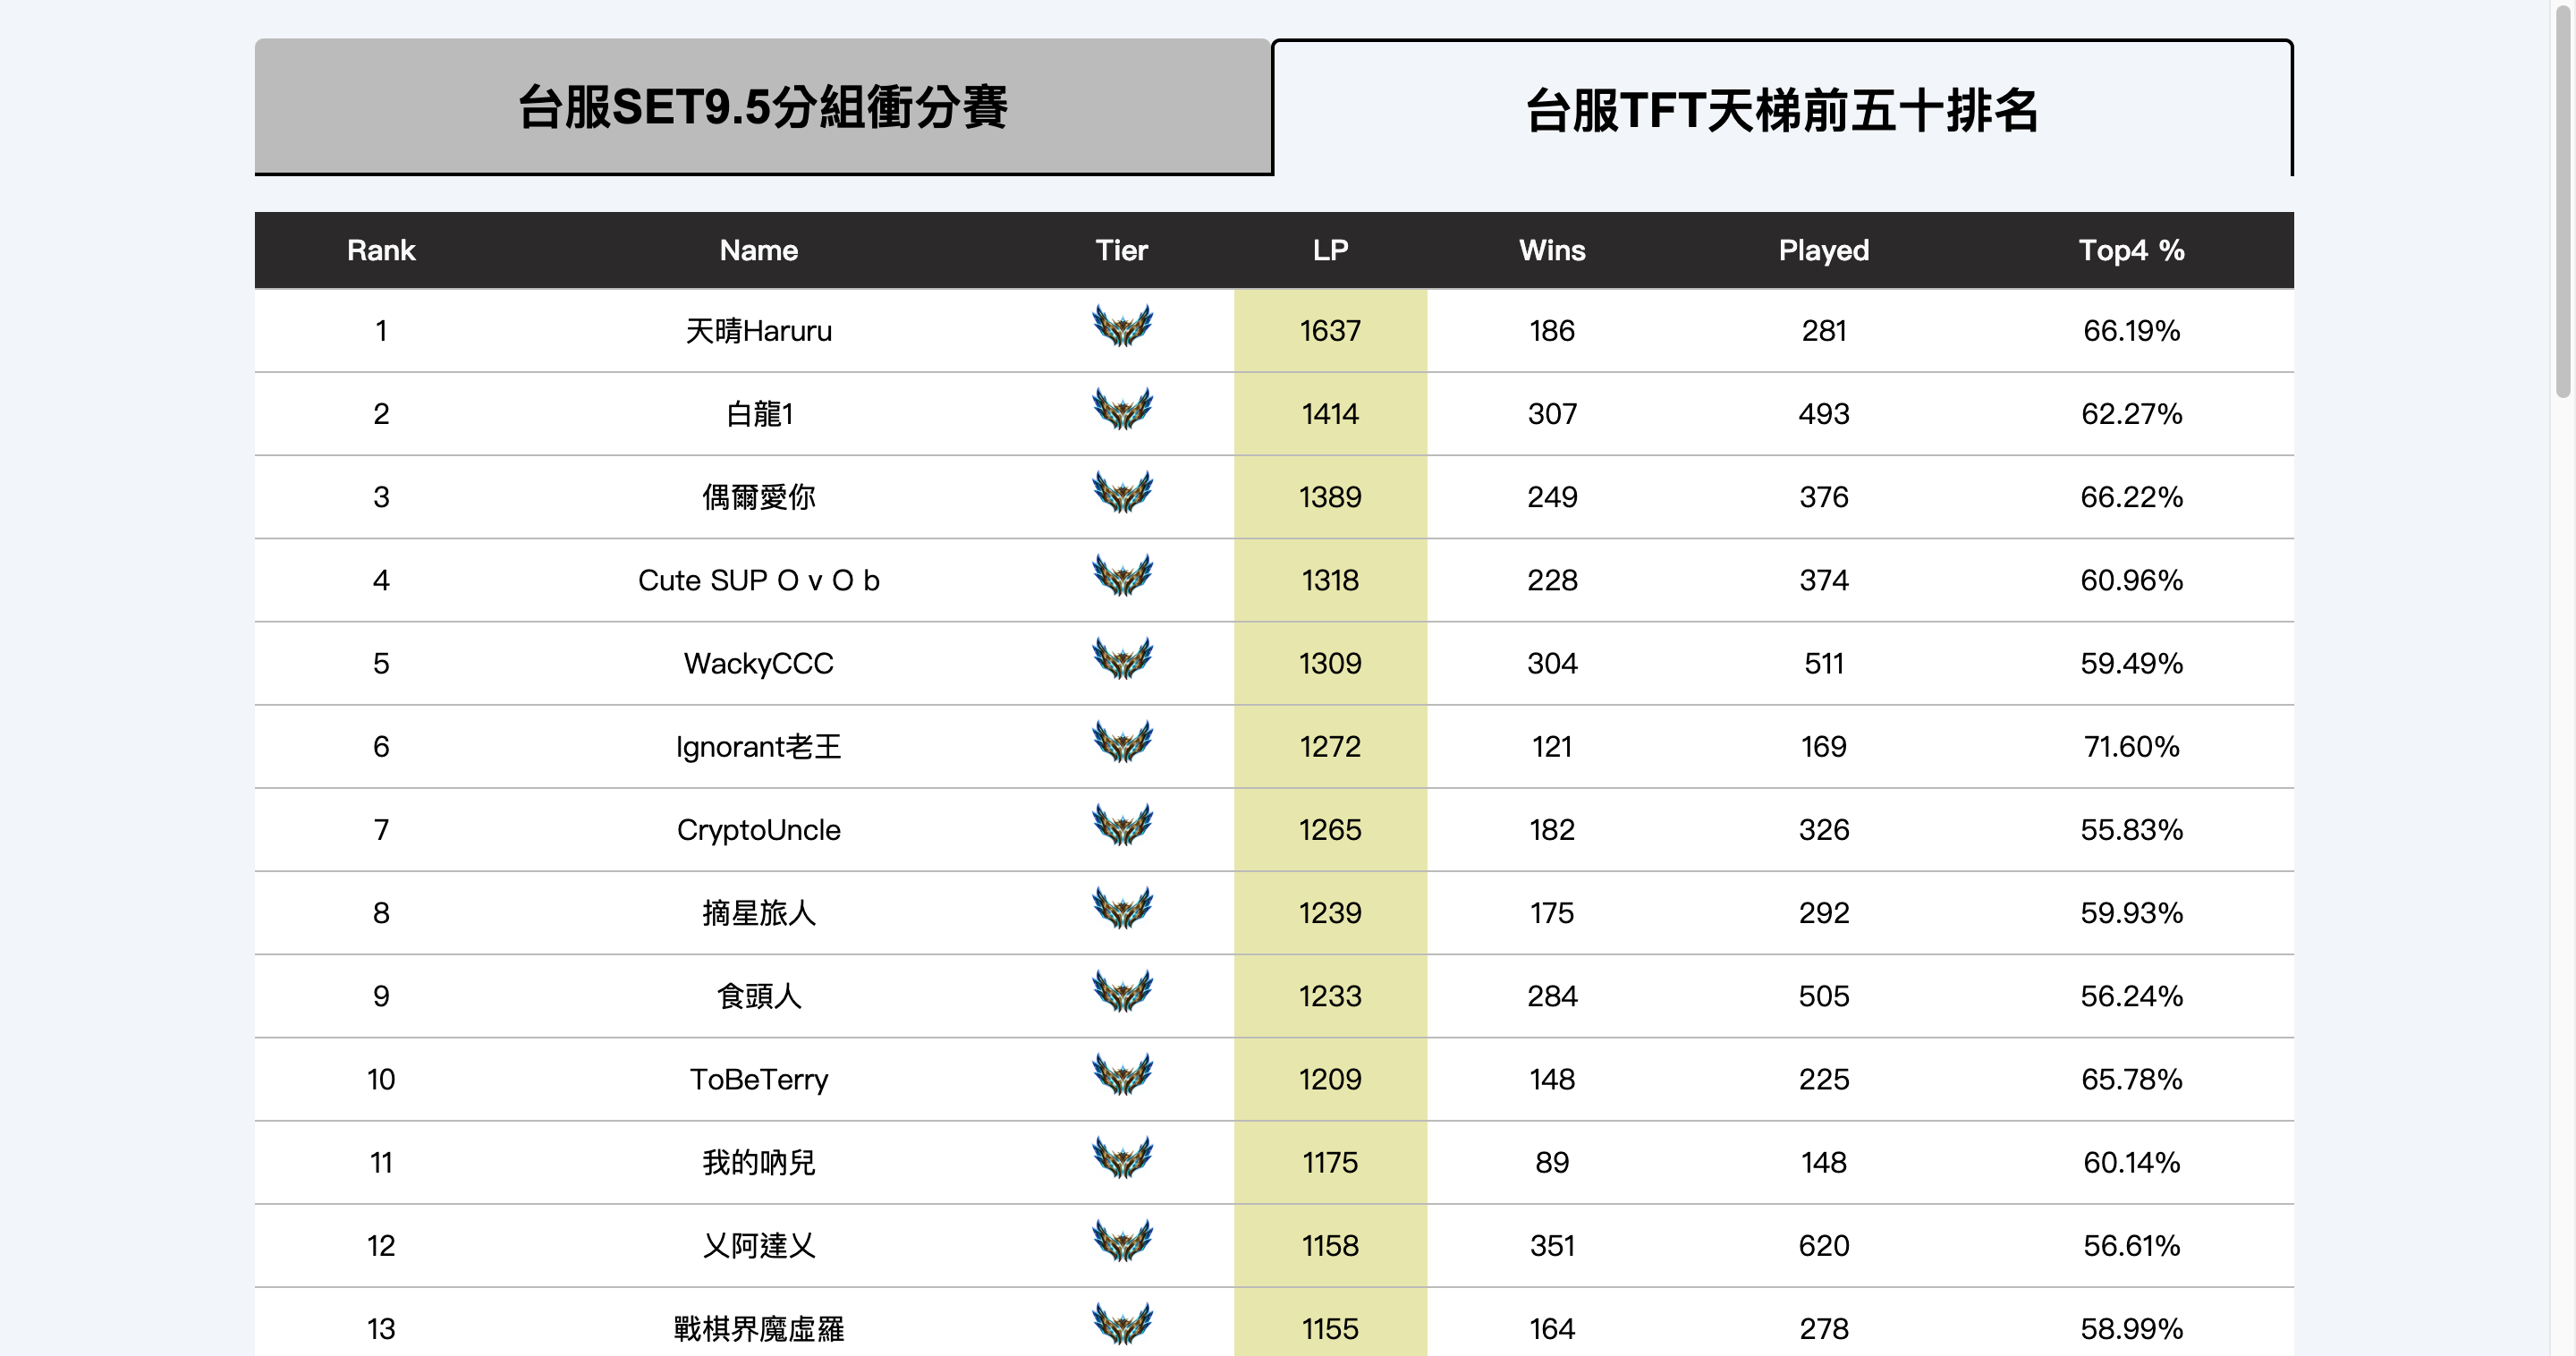 台服SET9.5分組衝分賽
台服TFT天梯前五十排名
Rank Name Tier LP Wins Played Top4 %
1 天晴Haruru 1637 186 281 66.19%
2 白龍1 1414 307 493 62.27%
3 偶爾愛你 1389 249 376 66.22%
4 Cute SUP O v O b 1318 228 374 60.96%
5 WackyCCC 1309 304 511 59.49%
6 Ignorant老王 1272 121 169 71.60%
7 CryptoUncle 1265 182 326 55.83%
8 摘星旅人 1239 175 292 59.93%
9 食頭人 1233 284 505 56.24%
10 ToBeTerry 1209 148 225 65.78%
11 我的吶兒 1175 89 148 60.14%
12 乂阿達乂 1158 351 620 56.61%
13 戰棋界魔虛羅 1155 164 278 58.99%